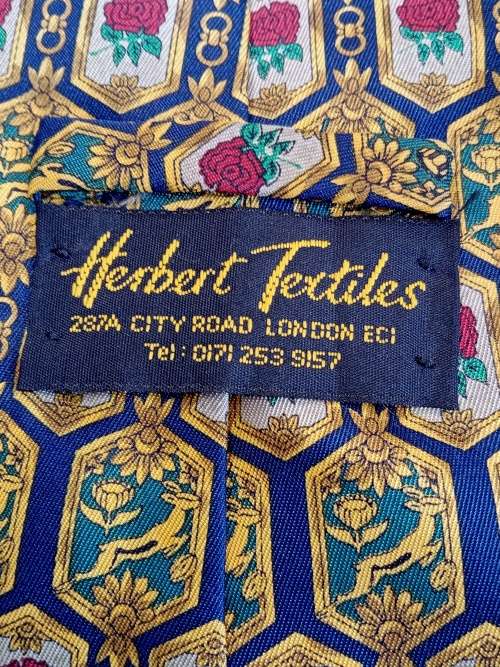 Herbert Textiles
287A CITY ROAD LONDON EC1
Tel: 0171 253 9157